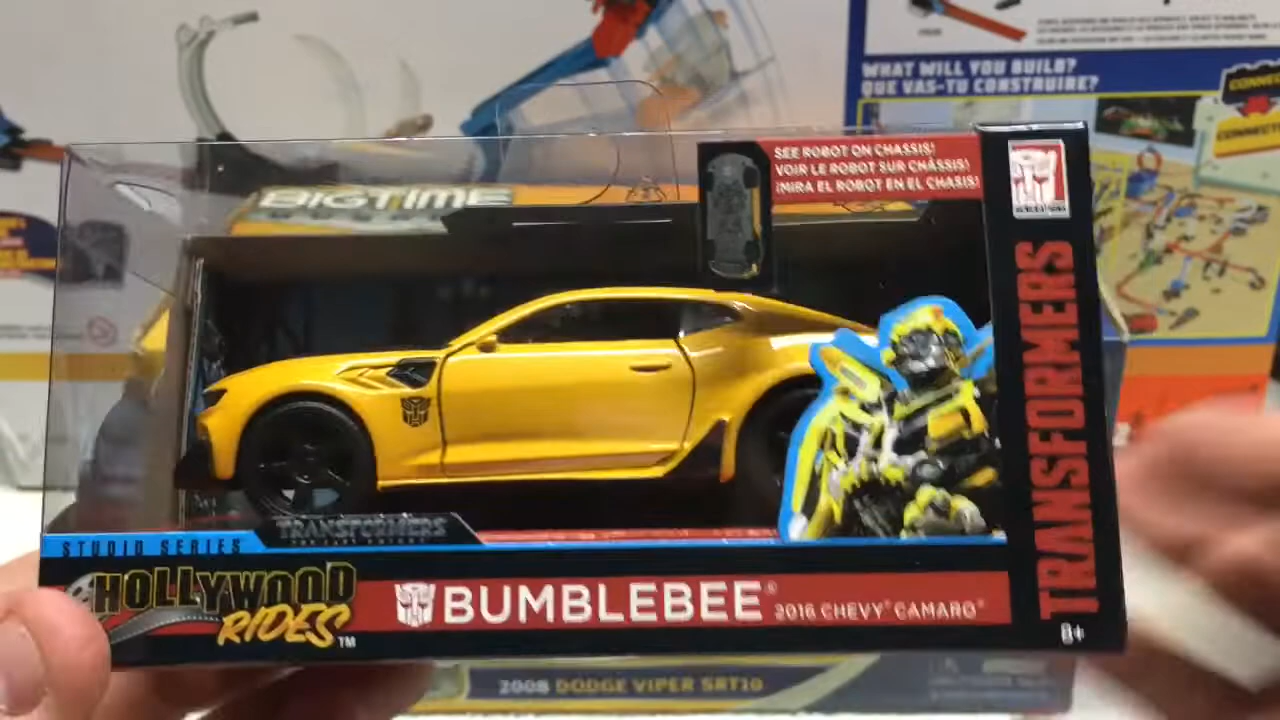 WHAT WILL YOU BUILD?
QUE VAS-TU CONSTRUIRE?
BIGTIME
SEE ROBOT ON CHASSIS!
VOIR LE ROBOT SUR CHÂSSIS!
¡MIRA EL ROBOT EN EL CHASIS!
TRANSFORMERS
TRANSFORMERS
STUDIO SERIES
HOLLYWOOD
RIDES™
BUMBLEBEE®
2016 CHEVY® CAMARO®
8+
2008 DODGE VIPER SRT10